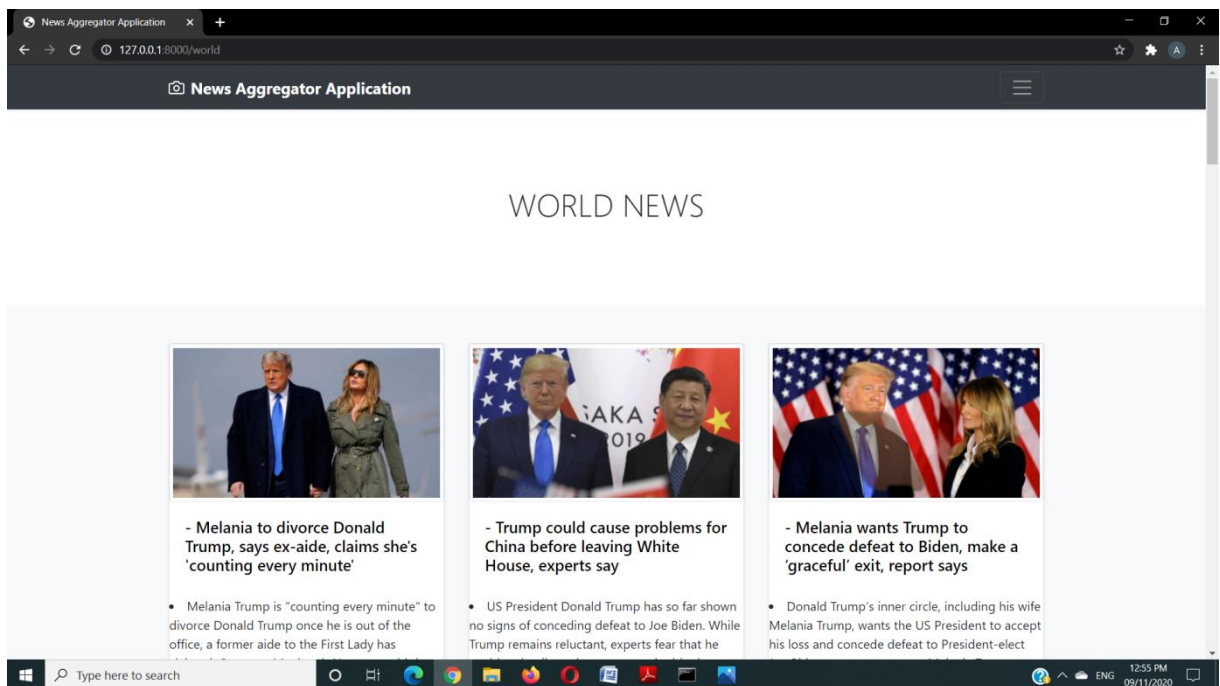 News Aggregator Application
127.0.0.1:8000/world
A
News Aggregator Application
WORLD NEWS
AKA S
2019
- Melania to divorce Donald
Trump, says ex-aide, claims she's
'counting every minute'
• Melania Trump is "counting every minute" to
divorce Donald Trump once he is out of the
office, a former aide to the First Lady has
- Trump could cause problems for
China before leaving White
House, experts say
• US President Donald Trump has so far shown
no signs of conceding defeat to Joe Biden. While
Trump remains reluctant, experts fear that he
- Melania wants Trump to
concede defeat to Biden, make a
‘graceful’ exit, report says
• Donald Trump’s inner circle, including his wife
Melania Trump, wants the US President to accept
his loss and concede defeat to President-elect
Type here to search
ENG
12:55 PM
09/11/2020